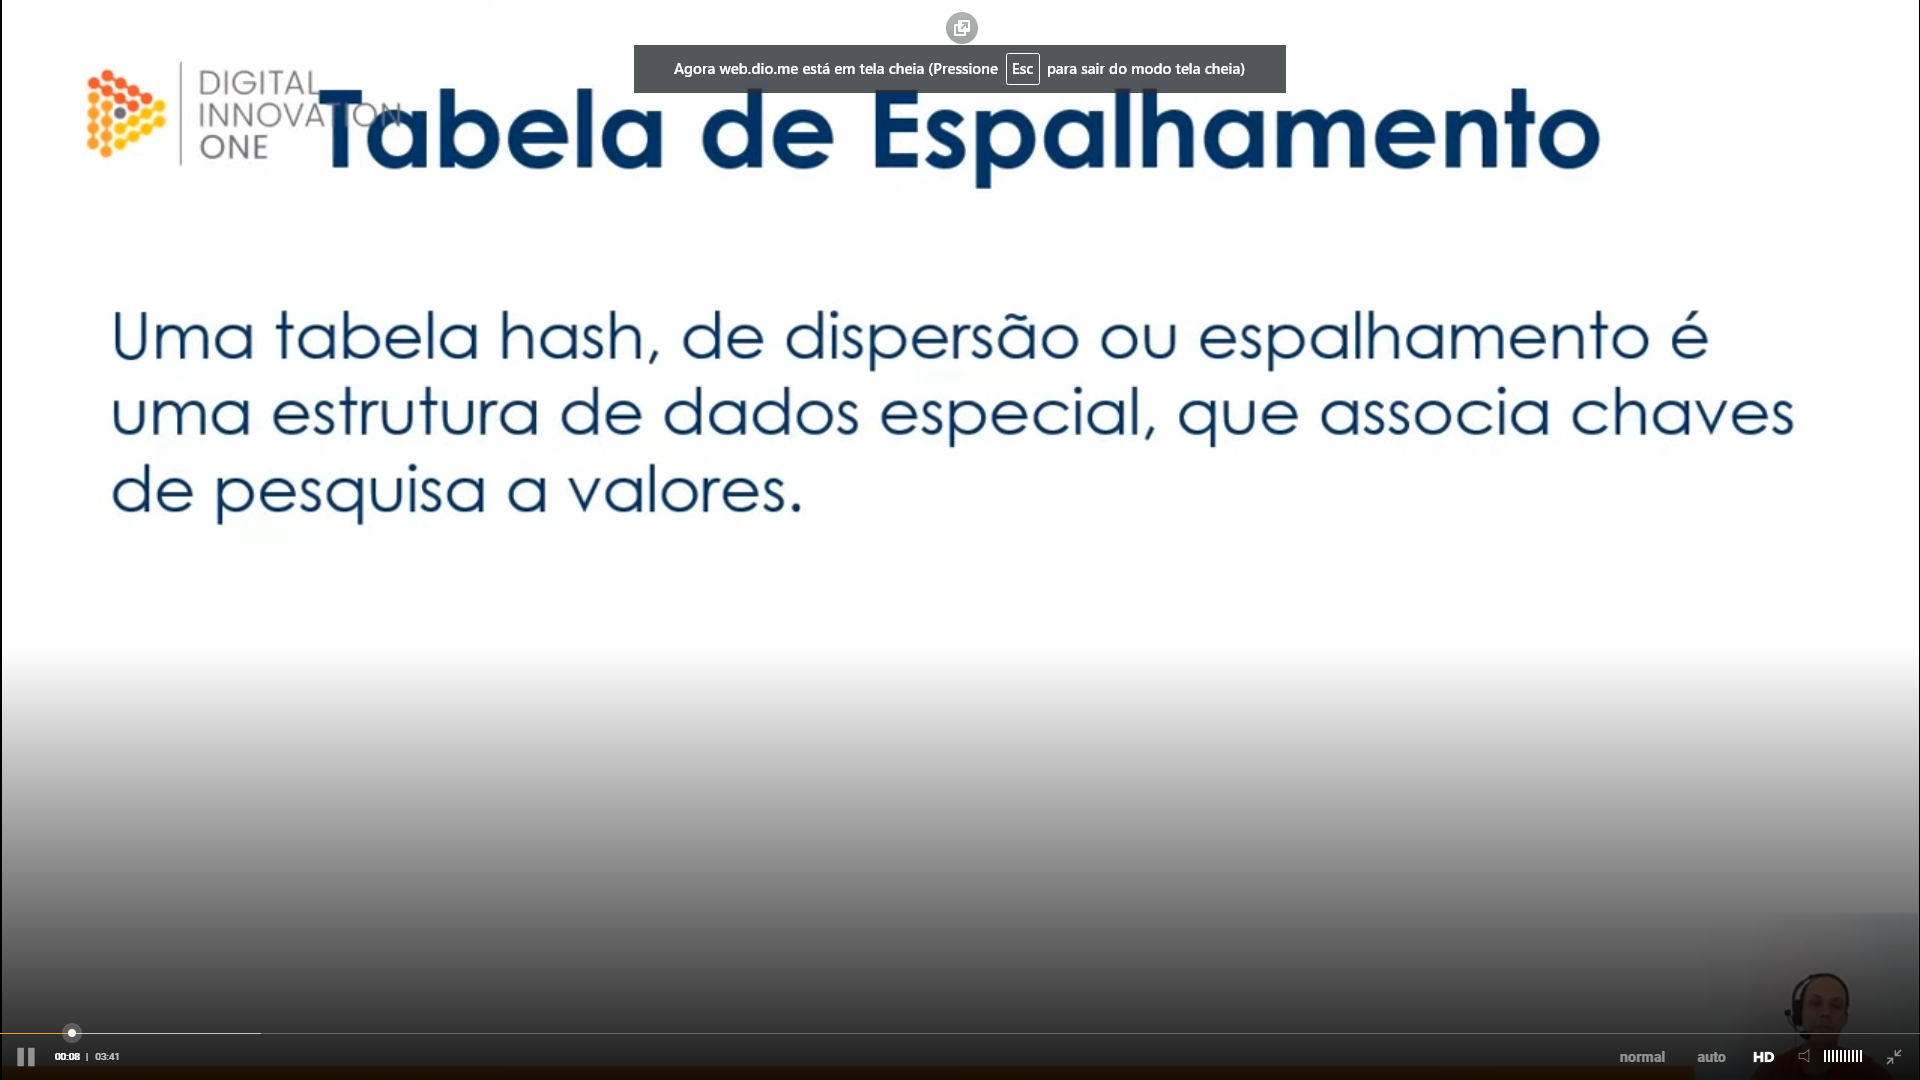 Agora web.dio.me está em tela cheia (Pressione Esc para sair do modo tela cheia)
DIGITAL
INNOVATION
ONE
Tabela de Espalhamento
Uma tabela hash, de dispersão ou espalhamento é
uma estrutura de dados especial, que associa chaves
de pesquisa a valores.
00:08 | 03:41
normal auto HD